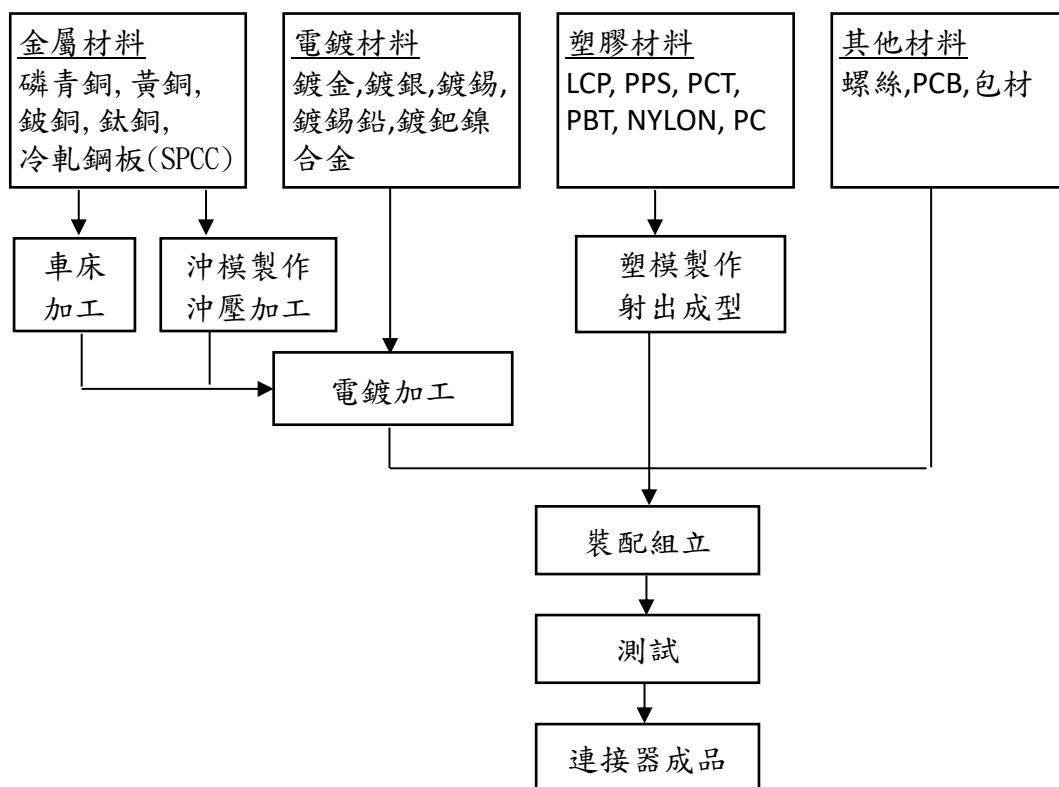 金屬材料
磷青銅, 黃銅,
鈹銅, 鈦銅,
冷軋鋼板(SPCC)
電鍍材料
鍍金,鍍銀,鍍錫,
鍍錫鉛,鍍鈀鎳
合金
塑膠材料
LCP, PPS, PCT,
PBT, NYLON, PC
其他材料
螺絲,PCB,包材
車床
加工
沖模製作
沖壓加工
塑模製作
射出成型
電鍍加工
裝配組立
測試
連接器成品